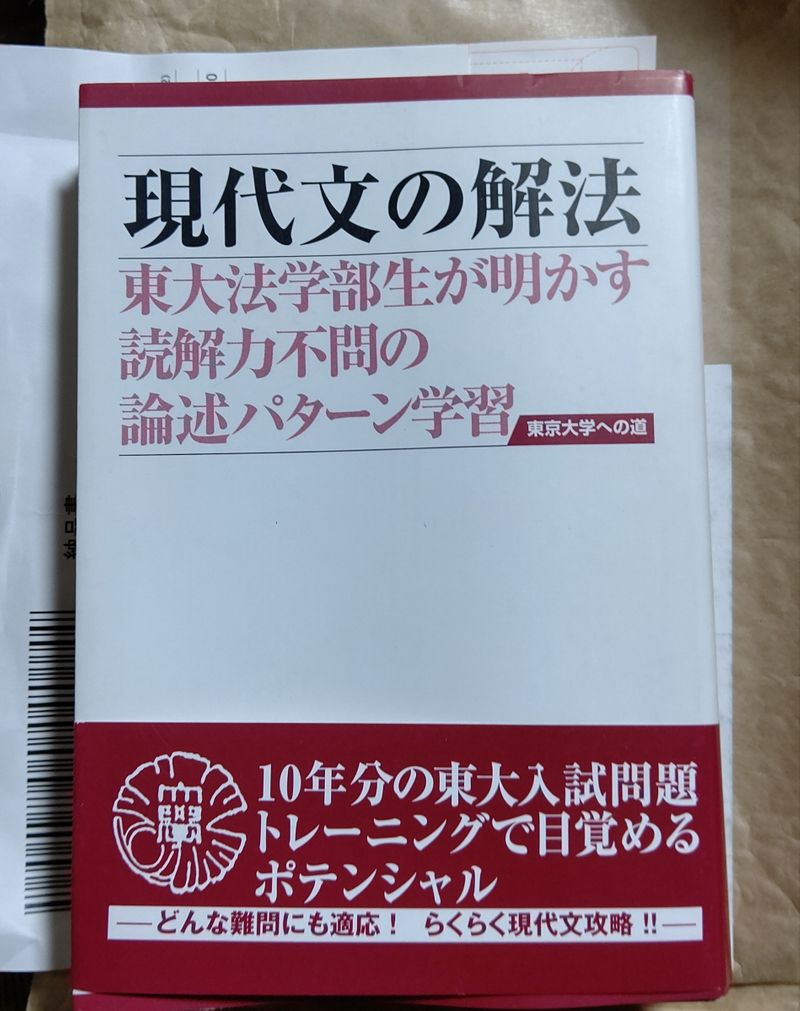 現代文の解法
東大法学部生が明かす
読解力不問の
論述パターン学習
東京大学への道
10年分の東大入試問題
トレーニングで目覚める
ポテンシャル
どんな難問にも適応! らくらく現代文攻略!!